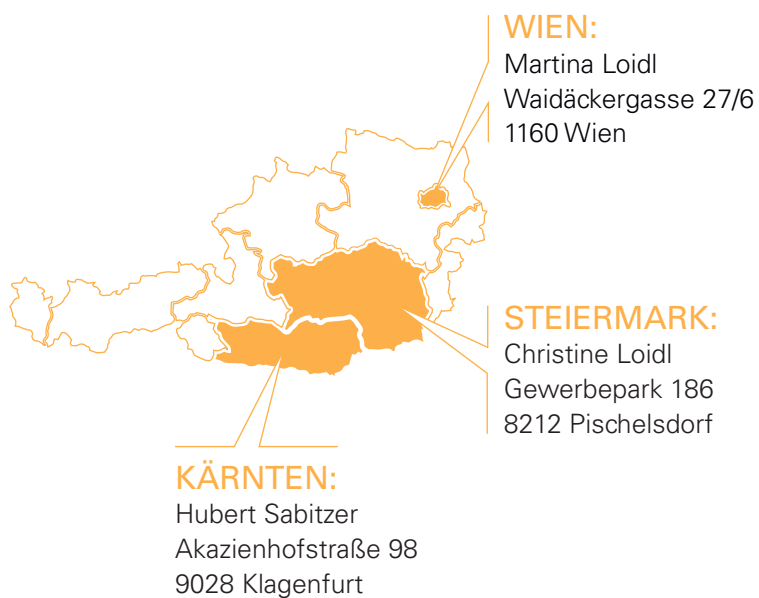 WIEN:
Martina Loidl
Waidäckergasse 27/6
1160 Wien
STEIERMARK:
Christine Loidl
Gewerbepark 186
8212 Pischelsdorf
KÄRNTEN:
Hubert Sabitzer
Akazienhofstraße 98
9028 Klagenfurt